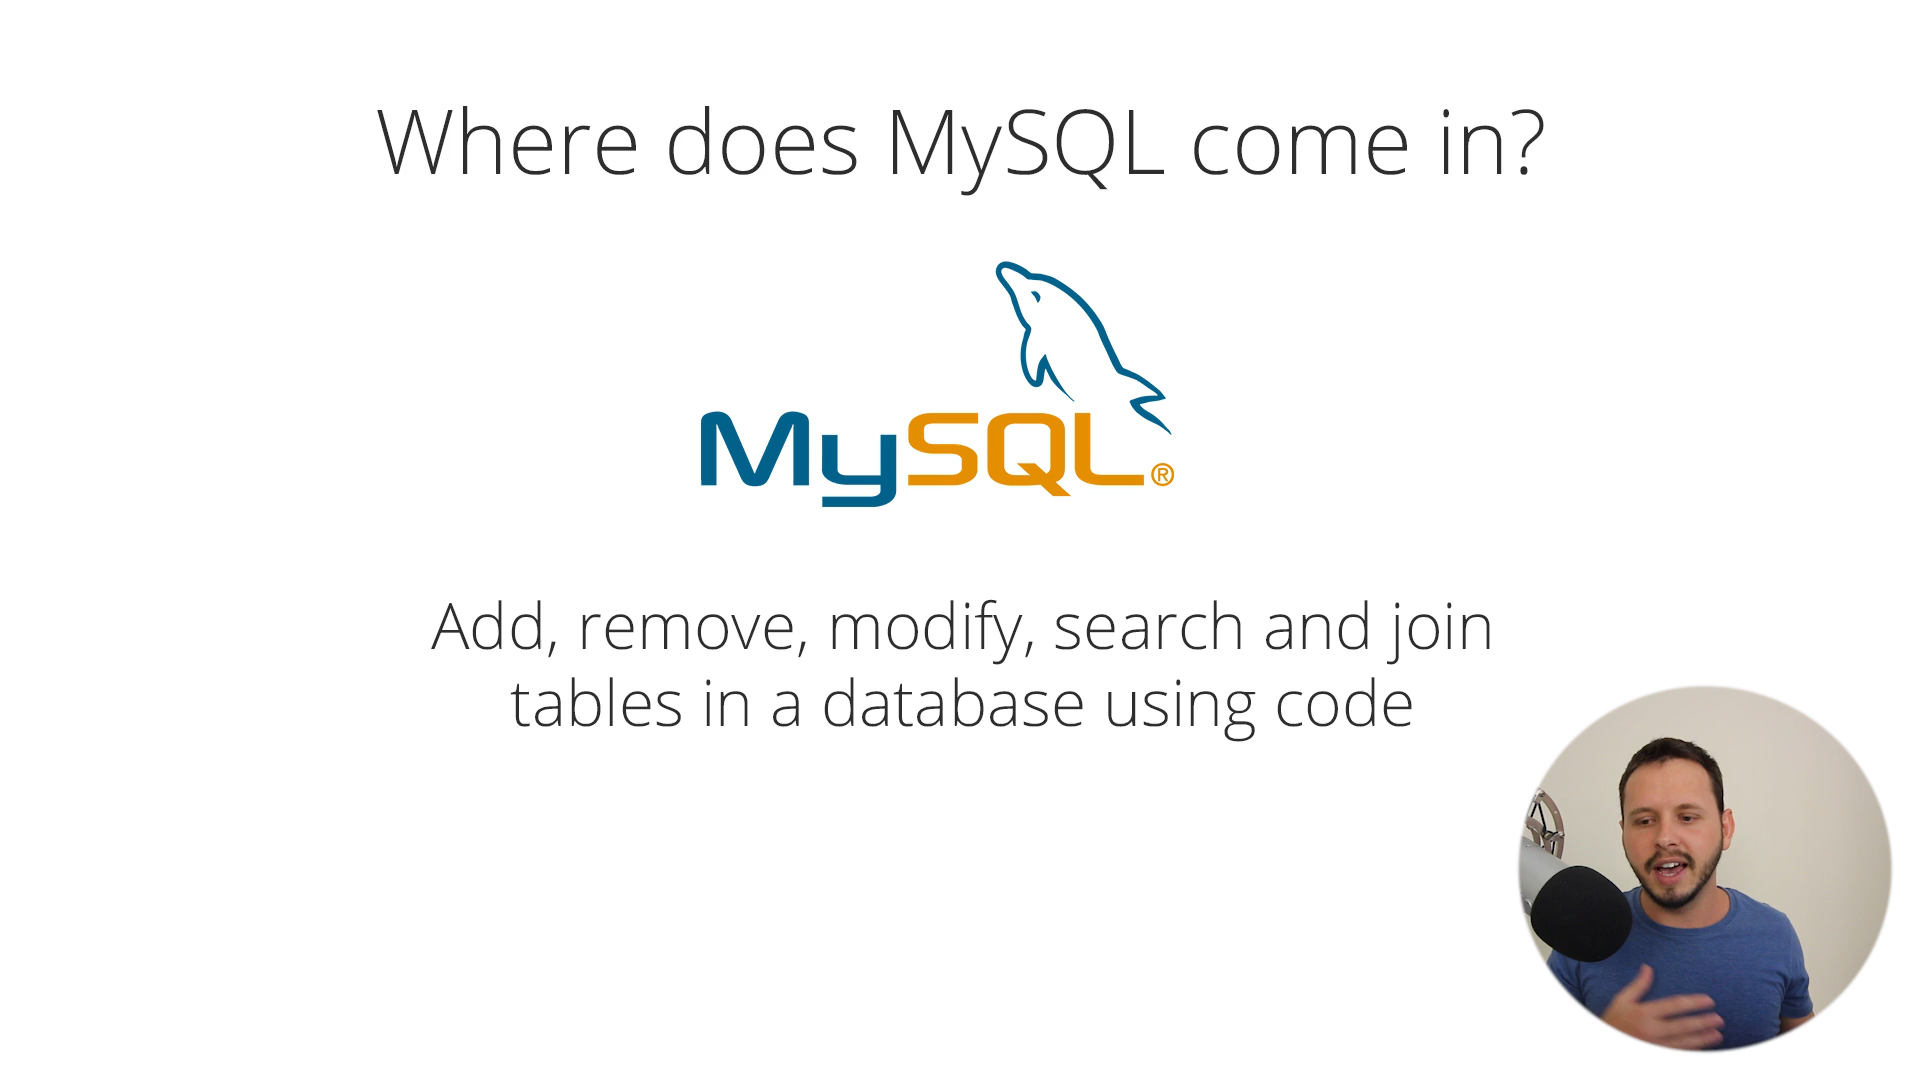 Where does MySQL come in?
MySQL®
Add, remove, modify, search and join
tables in a database using code